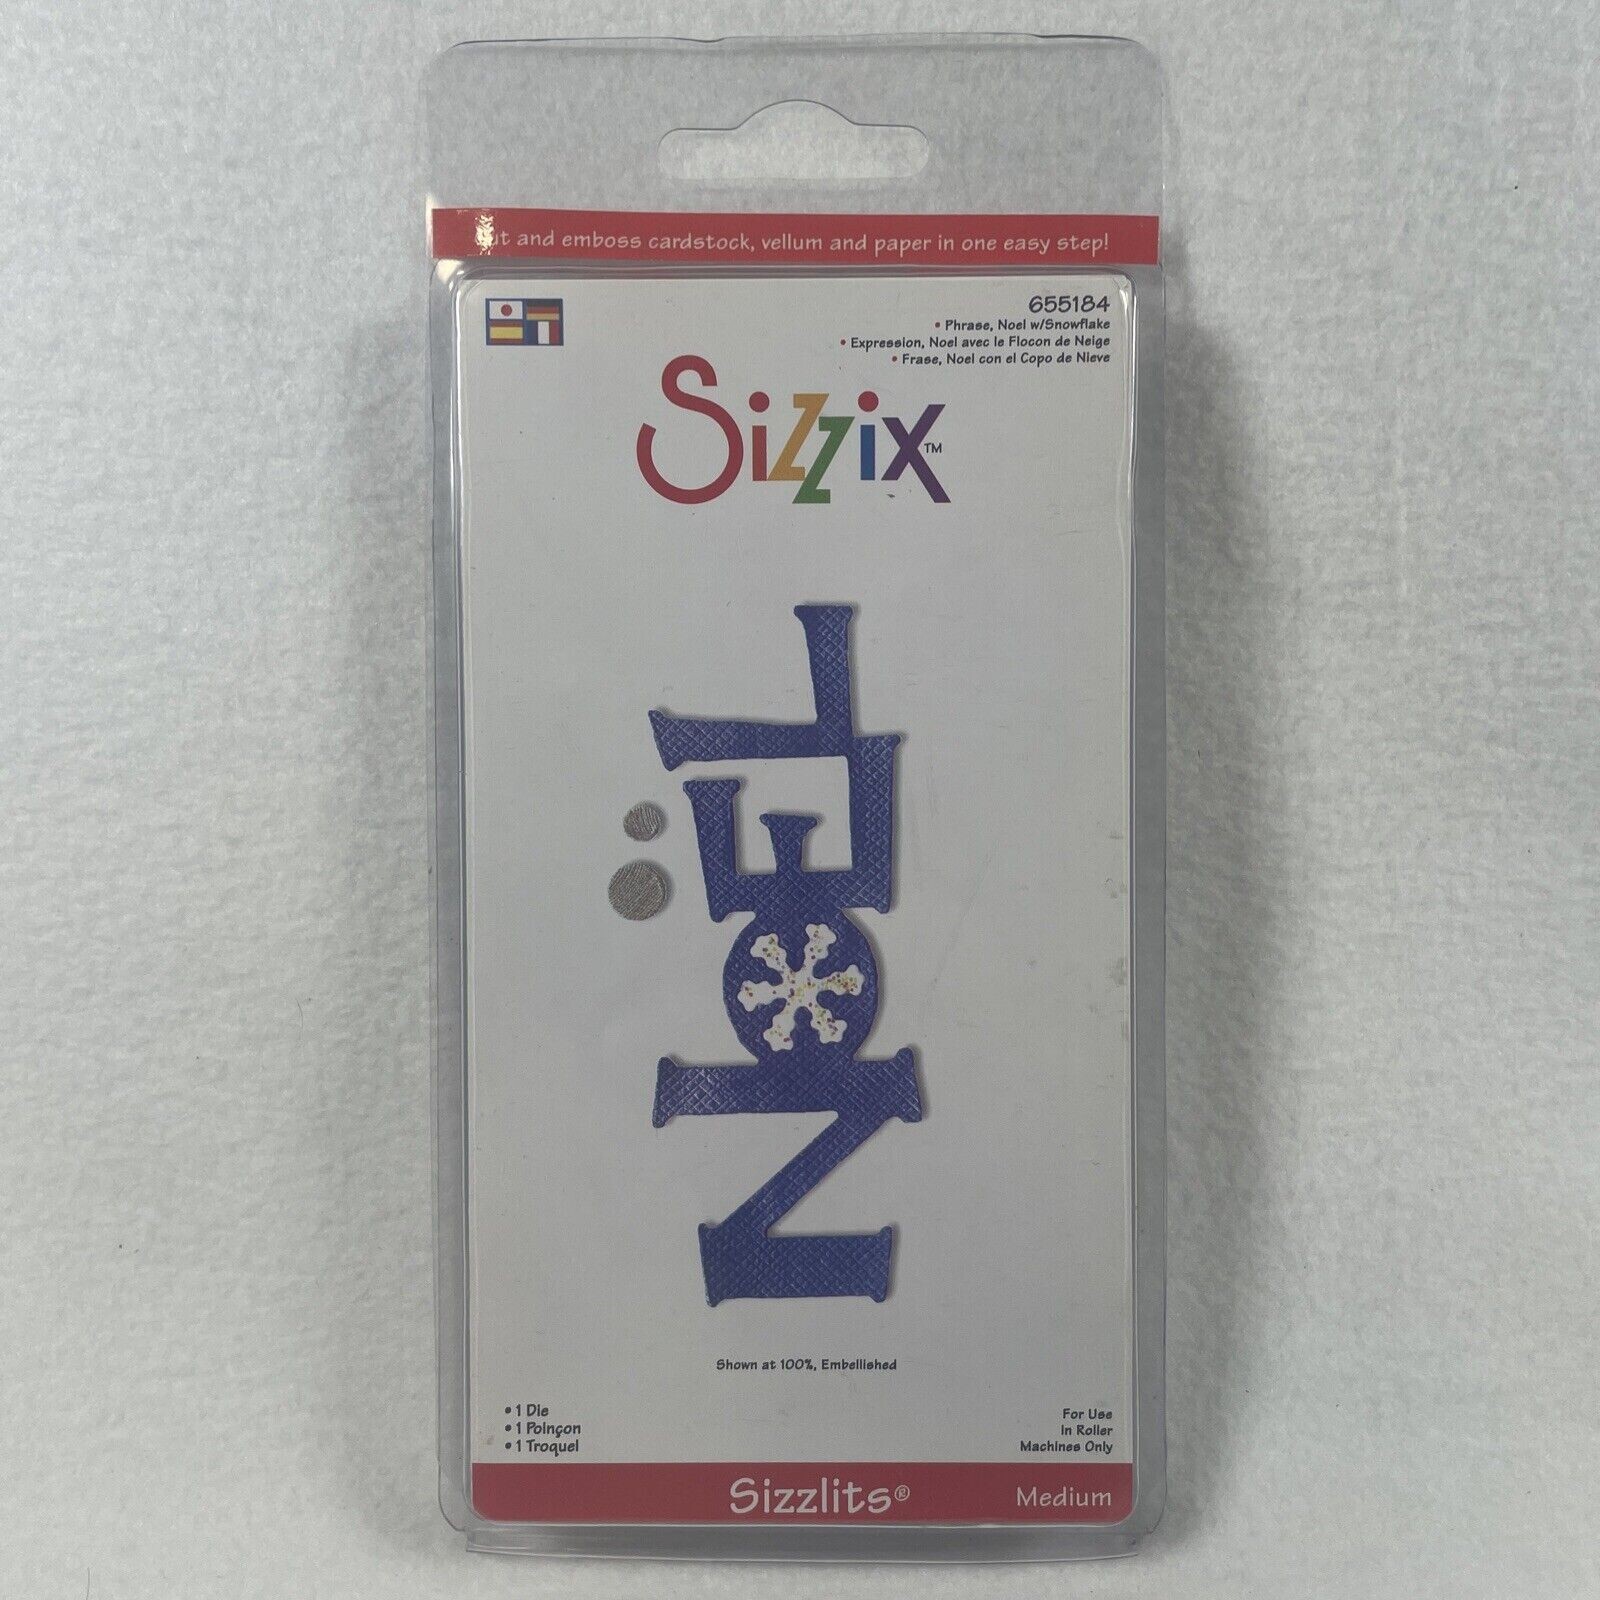 and emboss cardstock, vellum and paper in one easy step!
655184
• Phrase, Noel w/Snowflake
• Expression, Noel avec le Flocon de Neige
• Frase, Noel con el Copo de Nieve
Sizzix™
NOËL
Shown at 100%, Embellished
• 1 Die
• 1 Poinçon
• 1 Troquel
For Use
in Roller
Machines Only
Sizzlits®
Medium